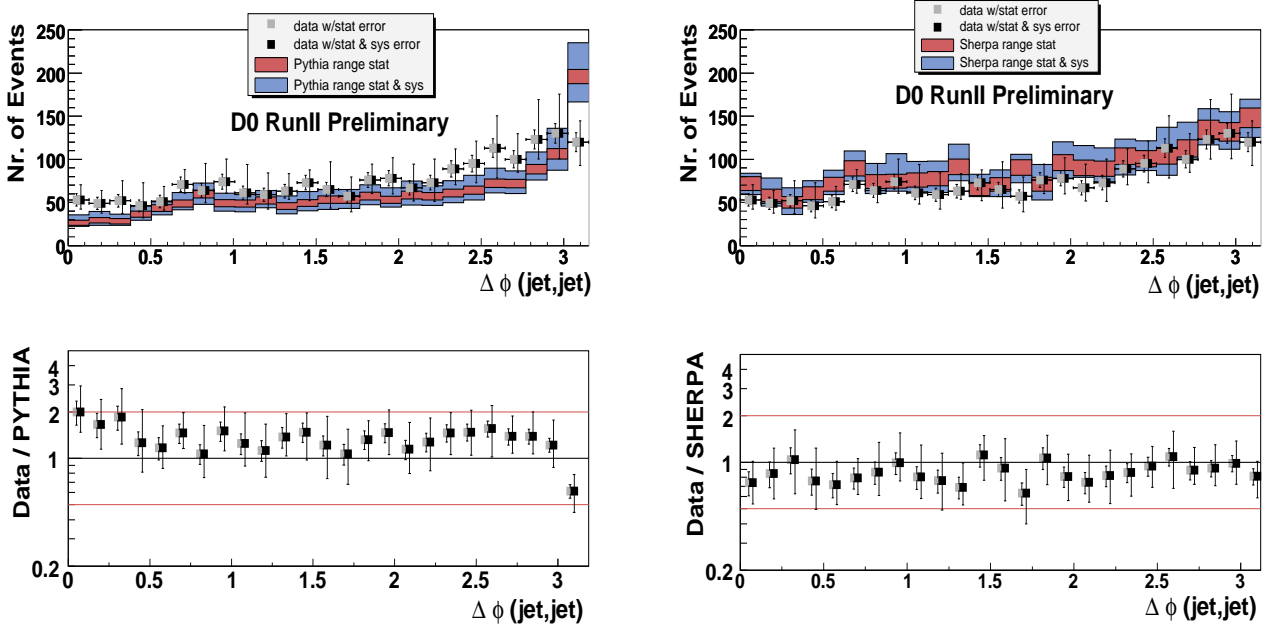 data w/stat error
data w/stat & sys error
Pythia range stat
Pythia range stat & sys
D0 RunII Preliminary
Nr. of Events
250
200
150
100
50
0
0 0.5 1 1.5 2 2.5 3
Δ ϕ (jet,jet)
data w/stat error
data w/stat & sys error
Sherpa range stat
Sherpa range stat & sys
D0 RunII Preliminary
Nr. of Events
250
200
150
100
50
0
0 0.5 1 1.5 2 2.5 3
Δ ϕ (jet,jet)
Data / PYTHIA
4
3
2
1
0.2
0 0.5 1 1.5 2 2.5 3
Δ ϕ (jet,jet)
Data / SHERPA
4
3
2
1
0.2
0 0.5 1 1.5 2 2.5 3
Δ ϕ (jet,jet)